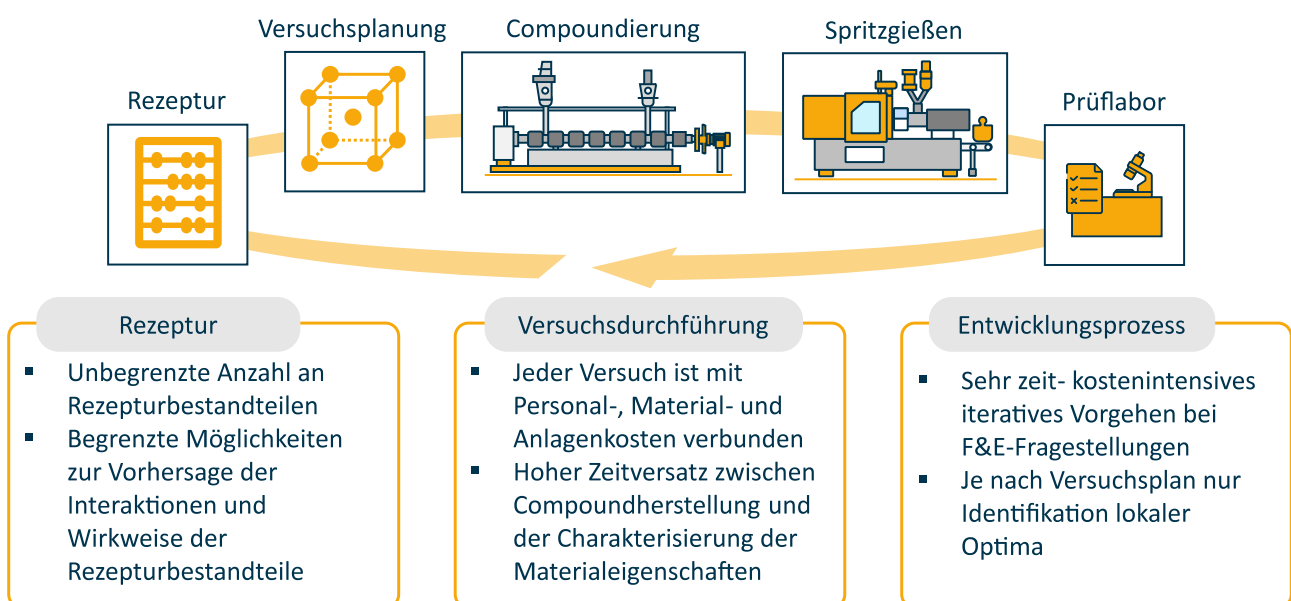 Versuchsplanung
Compoundierung
Spritzgießen
Rezeptur
Prüflabor
Rezeptur
▪ Unbegrenzte Anzahl an
Rezepturbestandteilen
▪ Begrenzte Möglichkeiten
zur Vorhersage der
Interaktionen und
Wirkweise der
Rezepturbestandteile
Versuchsdurchführung
▪ Jeder Versuch ist mit
Personal-, Material- und
Anlagenkosten verbunden
▪ Hoher Zeitversatz zwischen
Compoundherstellung und
der Charakterisierung der
Materialeigenschaften
Entwicklungsprozess
▪ Sehr zeit- kostenintensives
iteratives Vorgehen bei
F&E-Fragestellungen
▪ Je nach Versuchsplan nur
Identifikation lokaler
Optima